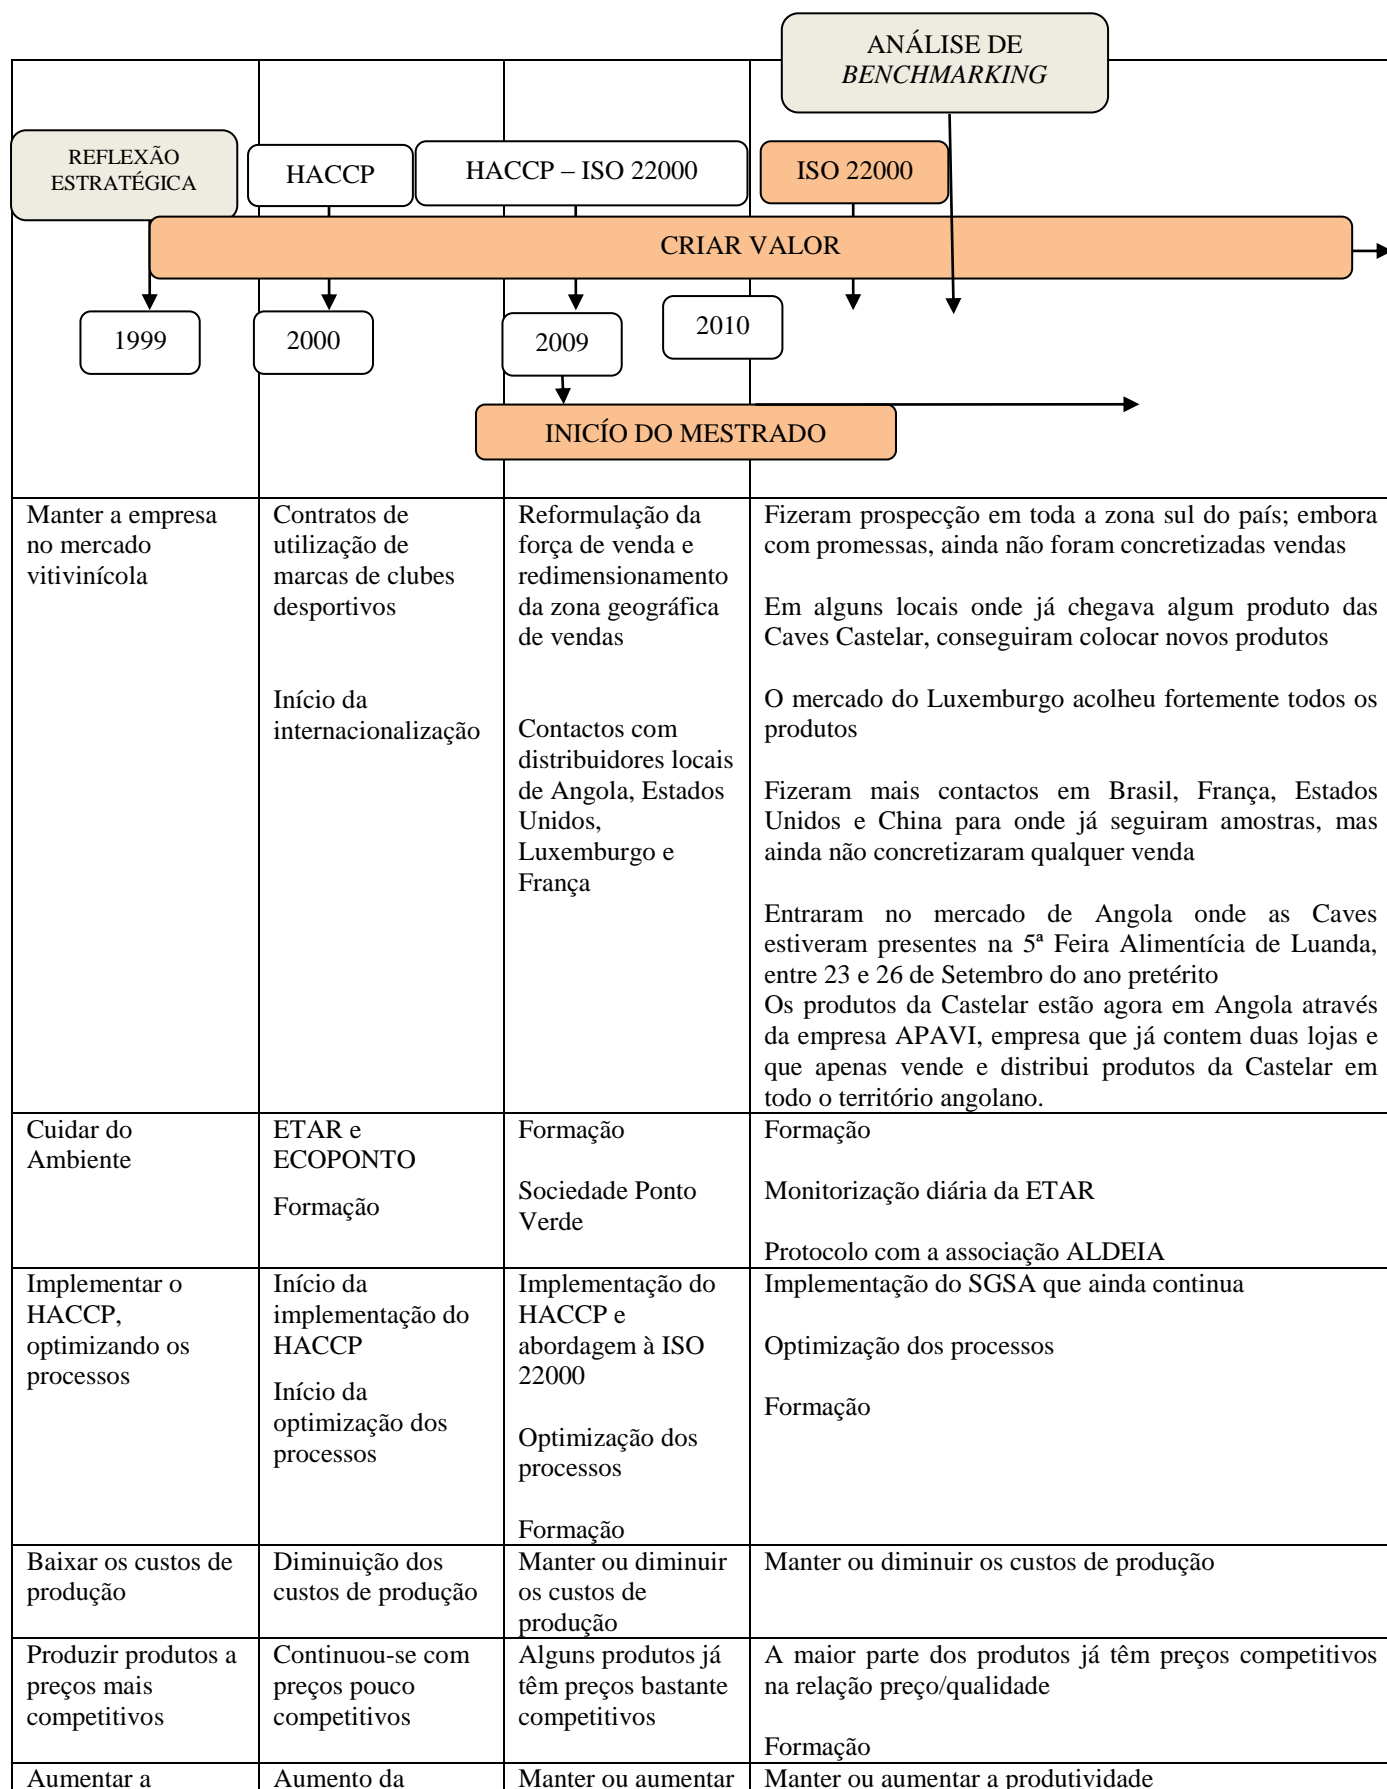 ANÁLISE DE
BENCHMARKING
REFLEXÃO
ESTRATÉGICA
HACCP
HACCP – ISO 22000
ISO 22000
CRIAR VALOR
1999
2000
2009
2010
INICÍO DO MESTRADO
Manter a empresa
no mercado
vitivinícola
Contratos de
utilização de
marcas de clubes
desportivos
Início da
internacionalização
Reformulação da
força de venda e
redimensionamento
da zona geográfica
de vendas
Contactos com
distribuidores locais
de Angola, Estados
Unidos,
Luxemburgo e
França
Fizeram prospecção em toda a zona sul do país; embora
com promessas, ainda não foram concretizadas vendas
Em alguns locais onde já chegava algum produto das
Caves Castelar, conseguiram colocar novos produtos
O mercado do Luxemburgo acolheu fortemente todos os
produtos
Fizeram mais contactos em Brasil, França, Estados
Unidos e China para onde já seguiram amostras, mas
ainda não concretizaram qualquer venda
Entraram no mercado de Angola onde as Caves
estiveram presentes na 5ª Feira Alimentícia de Luanda,
entre 23 e 26 de Setembro do ano pretérito
Os produtos da Castelar estão agora em Angola através
da empresa APAVI, empresa que já contem duas lojas e
que apenas vende e distribui produtos da Castelar em
todo o território angolano.
Cuidar do
Ambiente
ETAR e
ECOPONTO
Formação
Formação
Sociedade Ponto
Verde
Formação
Monitorização diária da ETAR
Protocolo com a associação ALDEIA
Implementar o
HACCP,
optimizando os
processos
Início da
implementação do
HACCP
Início da
optimização dos
processos
Implementação do
HACCP e
abordagem à ISO
22000
Optimização dos
processos
Formação
Implementação do SGSA que ainda continua
Optimização dos processos
Formação
Baixar os custos de
produção
Diminuição dos
custos de produção
Manter ou diminuir
os custos de
produção
Manter ou diminuir os custos de produção
Produzir produtos a
preços mais
competitivos
Continuou-se com
preços pouco
competitivos
Alguns produtos já
têm preços bastante
competitivos
A maior parte dos produtos já têm preços competitivos
na relação preço/qualidade
Formação
Aumentar a
Aumento da
Manter ou aumentar
Manter ou aumentar a produtividade